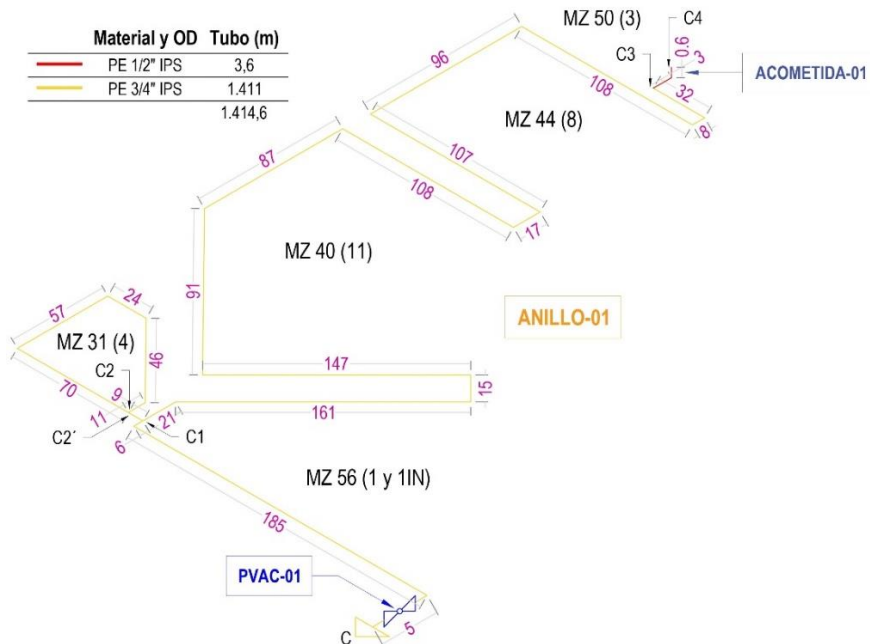 Material y OD Tubo (m)
PE 1/2" IPS 3,6
PE 3/4" IPS 1.411
1.414,6
MZ 50 (3)
C4
C3
0.6
3
ACOMETIDA-01
32
96
108
8
MZ 44 (8)
107
87
108
17
MZ 40 (11)
91
ANILLO-01
57
24
MZ 31 (4)
46
147
15
C2
70
9
11
161
21
C2´
C1
6
MZ 56 (1 y 1IN)
185
PVAC-01
C
5